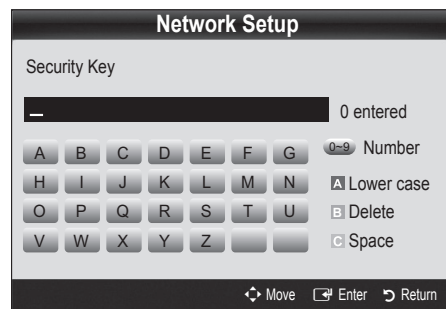 Network Setup
Security Key
_ 0 entered
A B C D E F G 0~9 Number
H I J K L M N A Lower case
O P Q R S T U B Delete
V W X Y Z C Space
Move Enter Return